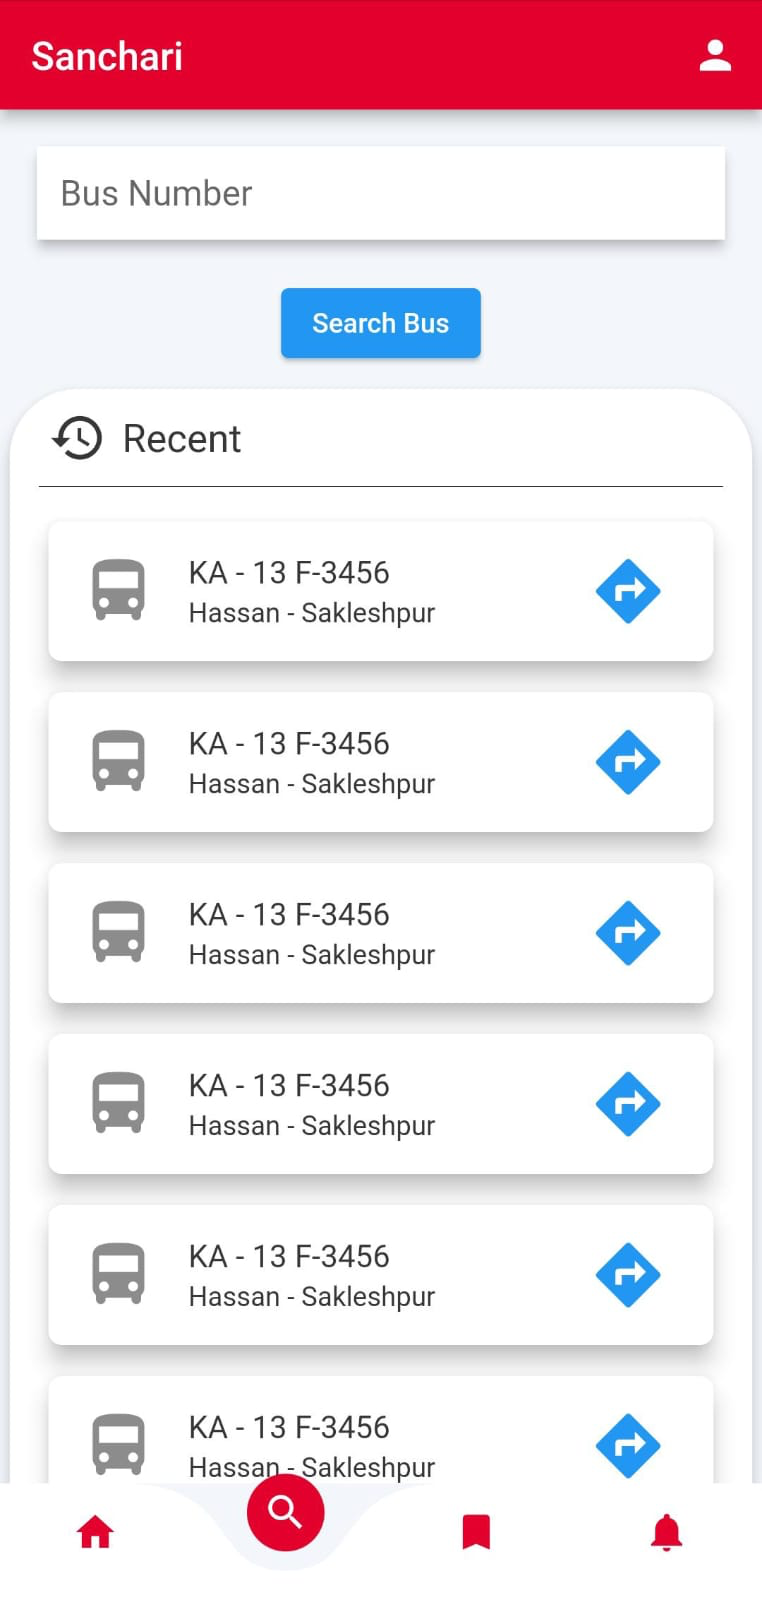 Sanchari
Bus Number
Search Bus
Recent
KA - 13 F-3456
Hassan - Sakleshpur
KA - 13 F-3456
Hassan - Sakleshpur
KA - 13 F-3456
Hassan - Sakleshpur
KA - 13 F-3456
Hassan - Sakleshpur
KA - 13 F-3456
Hassan - Sakleshpur
KA - 13 F-3456
Hassan - Sakleshpur